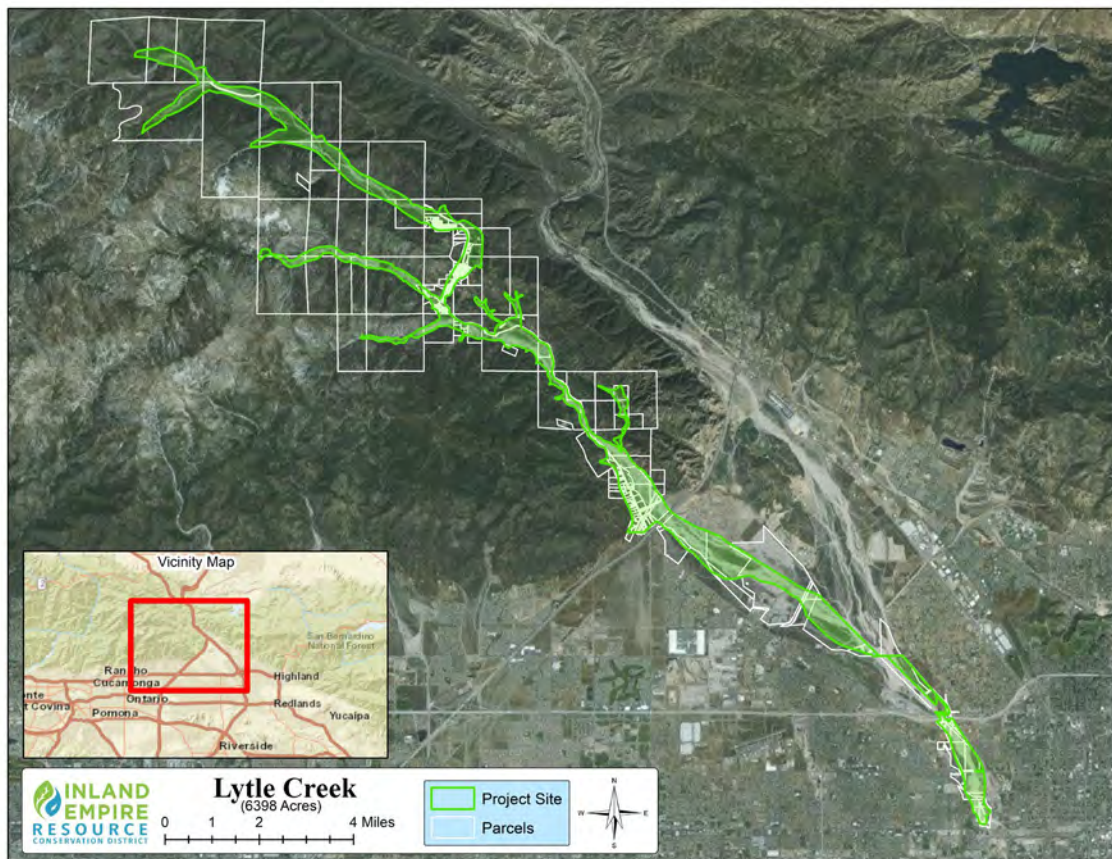 Vicinity Map
San Bernardino
National Forest
Rancho
Cucamonga
Highland
Ontario
Redlands
Pomona
Yucaipa
Riverside
INLAND
EMPIRE
RESOURCE
CONSERVATION DISTRICT
Lytle Creek
(6398 Acres)
0 1 2 4 Miles
Project Site
Parcels
N
W E
S